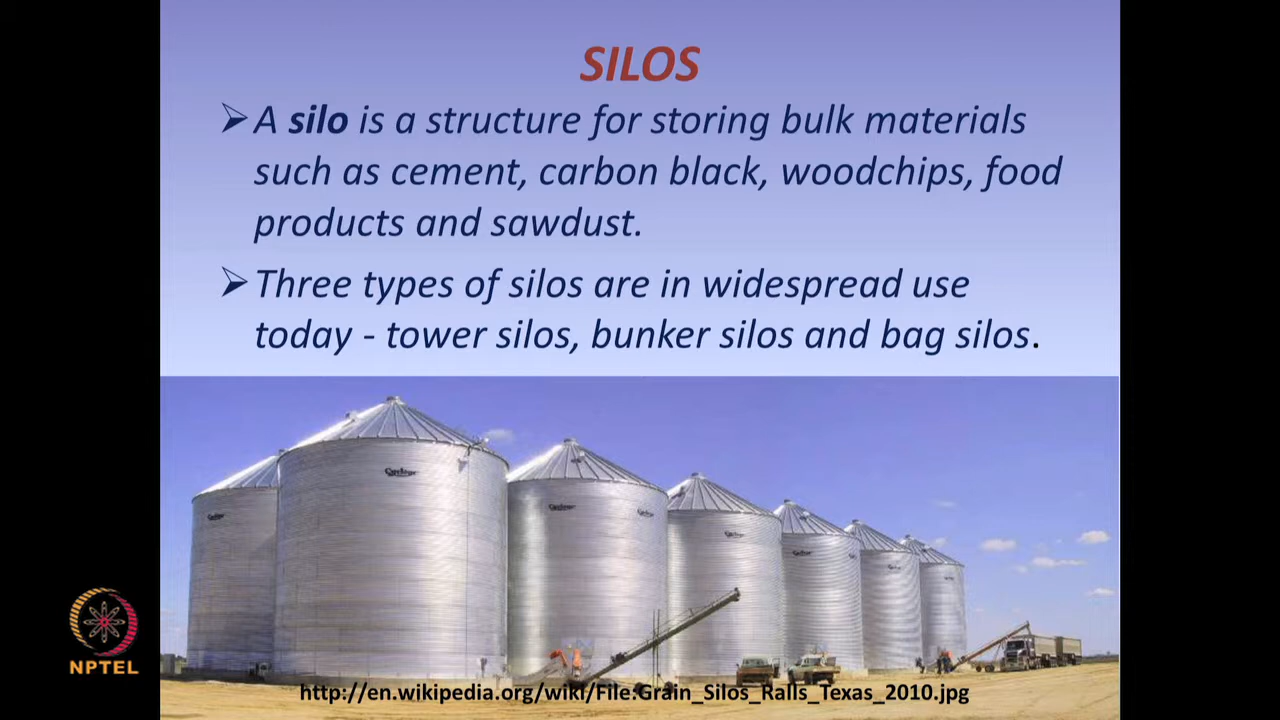 SILOS
➢A silo is a structure for storing bulk materials
such as cement, carbon black, woodchips, food
products and sawdust.
➢Three types of silos are in widespread use
today - tower silos, bunker silos and bag silos.
NPTEL
http://en.wikipedia.org/wiki/File:Grain_Silos_Ralls_Texas_2010.jpg